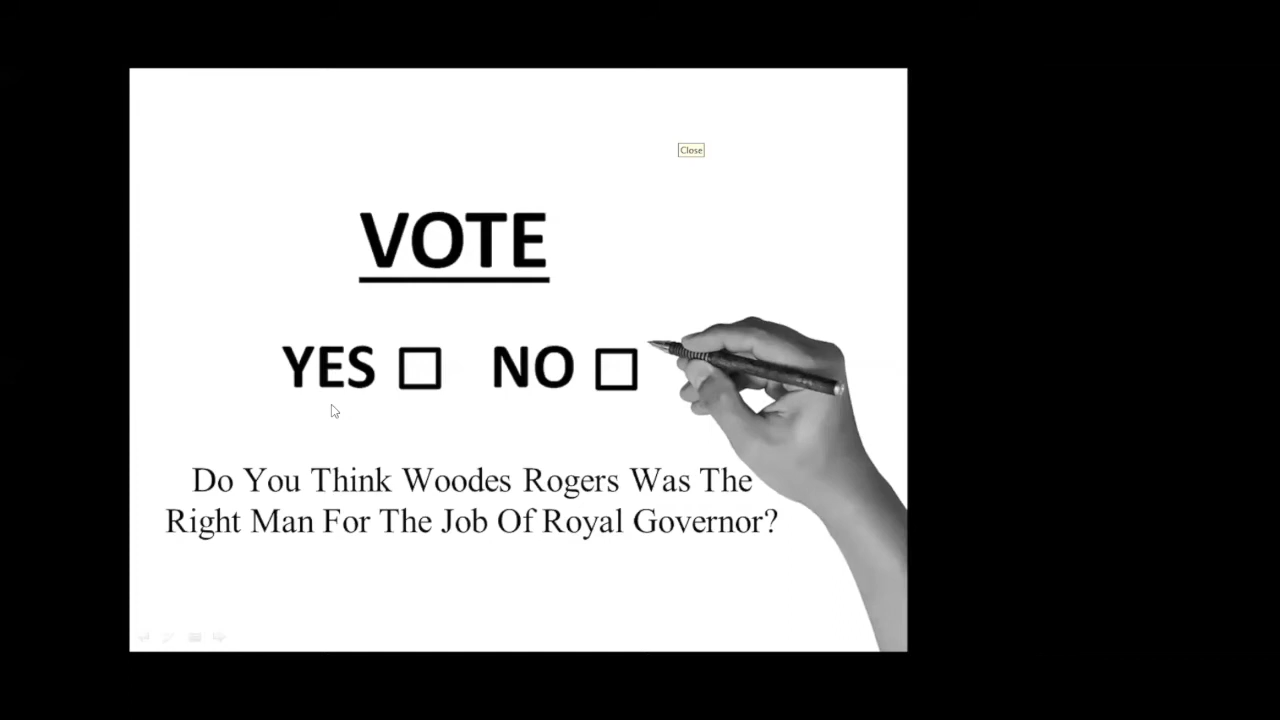 Close
VOTE
YES NO
Do You Think Woodes Rogers Was The
Right Man For The Job Of Royal Governor?